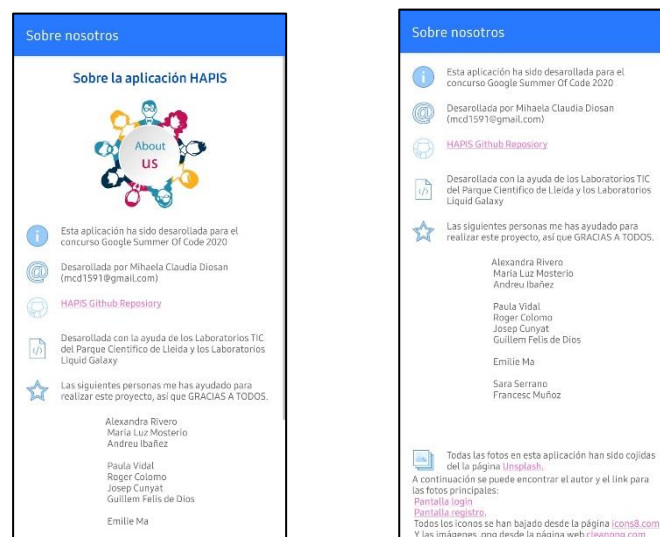 Sobre nosotros
Sobre la aplicación HAPIS
About
us
Esta aplicación ha sido desarollada para el
concurso Google Summer Of Code 2020
Desarollada por Mihaela Claudia Diosan
(mcd1591@gmail.com)
HAPIS Github Reposiory
Desarollada con la ayuda de los Laboratorios TIC
del Parque Cientifico de Lleida y los Laboratorios
Liquid Galaxy
Las siguientes personas me has ayudado para
realizar este proyecto, así que GRACIAS A TODOS.
Alexandra Rivero
Maria Luz Mosterio
Andreu Ibañez
Paula Vidal
Roger Colomo
Josep Cunyat
Guillem Felis de Dios
Emilie Ma
Sobre nosotros
Esta aplicación ha sido desarollada para el
concurso Google Summer Of Code 2020
Desarollada por Mihaela Claudia Diosan
(mcd1591@gmail.com)
HAPIS Github Reposiory
Desarollada con la ayuda de los Laboratorios TIC
del Parque Cientifico de Lleida y los Laboratorios
Liquid Galaxy
Las siguientes personas me has ayudado para
realizar este proyecto, así que GRACIAS A TODOS.
Alexandra Rivero
Maria Luz Mosterio
Andreu Ibañez
Paula Vidal
Roger Colomo
Josep Cunyat
Guillem Felis de Dios
Emilie Ma
Sara Serrano
Francesc Muñoz
Todas las fotos en esta aplicación han sido cojidas
del la página Unsplash.
A continuación se puede encontrar el autor y el link para
las fotos principales:
Pantalla login
Pantalla registro.
Todos los iconos se han bajado desde la página icons8.com
Y las imágenes .png desde la página web cleanpng.com